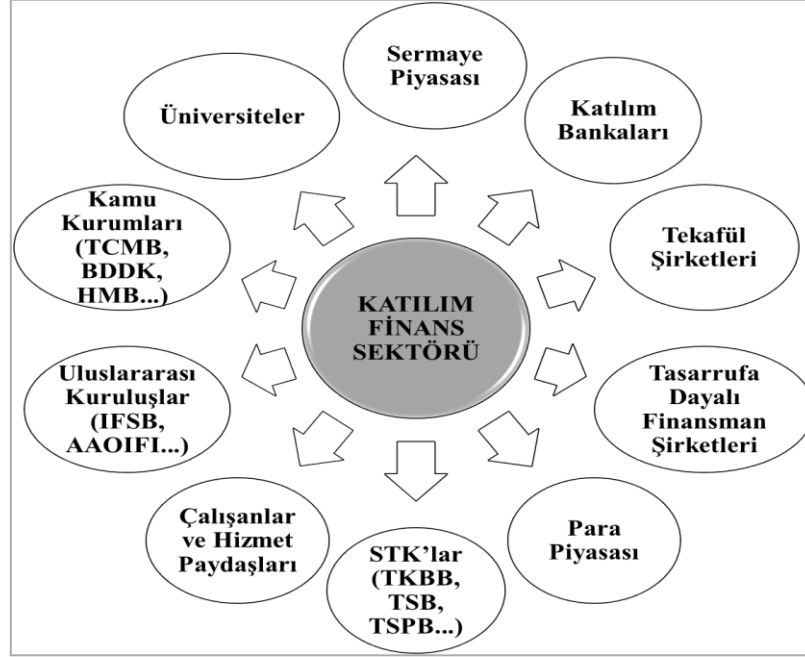 Sermaye
Piyasası
Katılım
Bankaları
Tekafül
Şirketleri
Tasarrufa
Dayalı
Finansman
Şirketleri
Para
Piyasası
STK’lar
(TKBB,
TSB,
TSPB...)
Çalışanlar
ve Hizmet
Paydaşları
Uluslararası
Kuruluşlar
(IFSB,
AAOIFI...)
Kamu
Kurumları
(TCMB,
BDDK,
HMB...)
Üniversiteler
KATILIM
FİNANS
SEKTÖRÜ